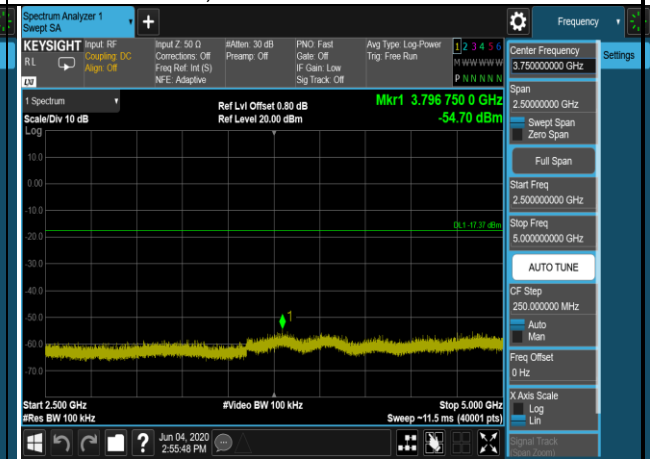 Spectrum Analyzer 1
Swept SA
Frequency
Settings
KEYSIGHT
RL
LXI
Input: RF
Coupling: DC
Align: Off
Input Z: 50 Ω
Corrections: Off
Freq Ref: Int (S)
NFE: Adaptive
#Atten: 30 dB
Preamp: Off
PNO: Fast
Gate: Off
IF Gain: Low
Sig Track: Off
Avg Type: Log-Power
Trig: Free Run
1 2 3 4 5 6
M W W W W W
P N N N N N
1 Spectrum
Scale/Div 10 dB
Ref Lvl Offset 0.80 dB
Ref Level 20.00 dBm
Mkr1 3.796 750 0 GHz
-54.70 dBm
Log
10.0
0.00
-10.0
-20.0
-30.0
-40.0
-50.0
-60.0
-70.0
DL1 -17.37 dBm
1
Start 2.500 GHz
#Res BW 100 kHz
#Video BW 100 kHz
Stop 5.000 GHz
Sweep ~11.5 ms (40001 pts)
Center Frequency
3.750000000 GHz
Span
2.50000000 GHz
Swept Span
Zero Span
Full Span
Start Freq
2.500000000 GHz
Stop Freq
5.000000000 GHz
AUTO TUNE
CF Step
250.000000 MHz
Auto
Man
Freq Offset
0 Hz
X Axis Scale
Log
Lin
Signal Track
(Span Zoom)
?
Jun 04, 2020
2:55:48 PM